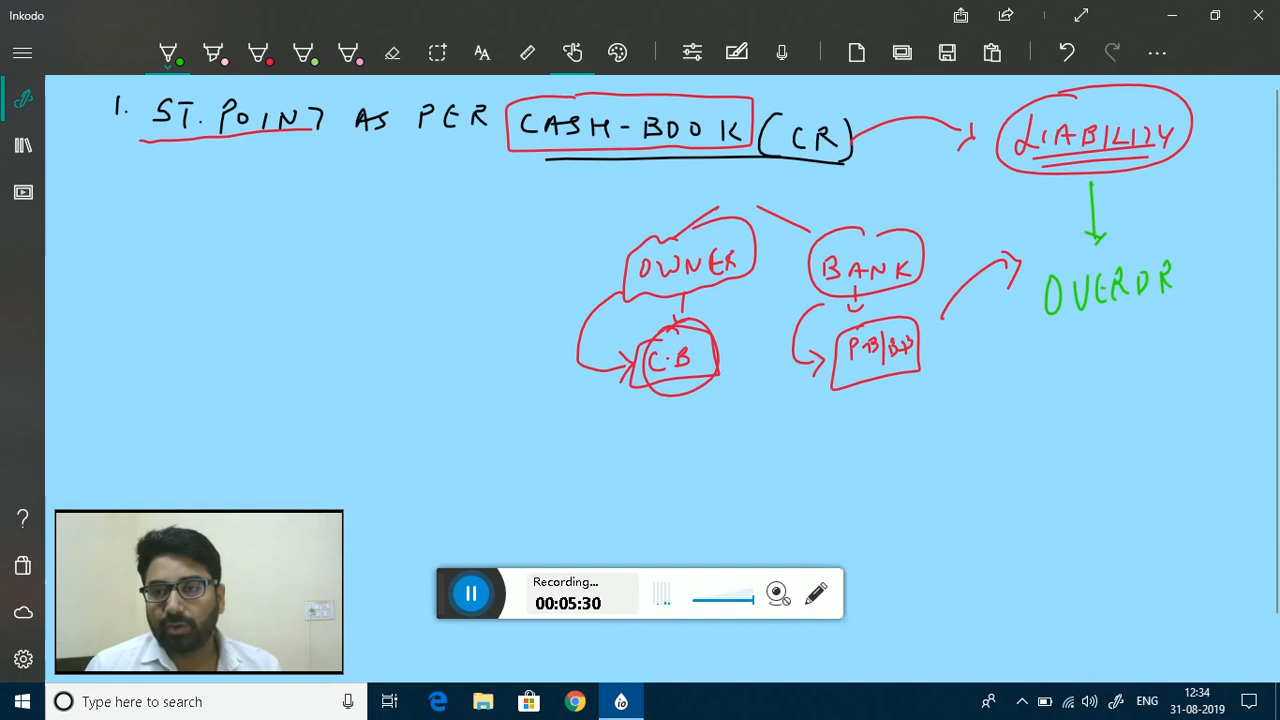 Inkodo
1. ST. POINT AS PER CASH-BOOK (CR)
LIABILITY
OWNER
BANK
OVERDR
C.B
P.B/B.B
Recording...
00:05:30
Type here to search
ENG
12:34
31-08-2019